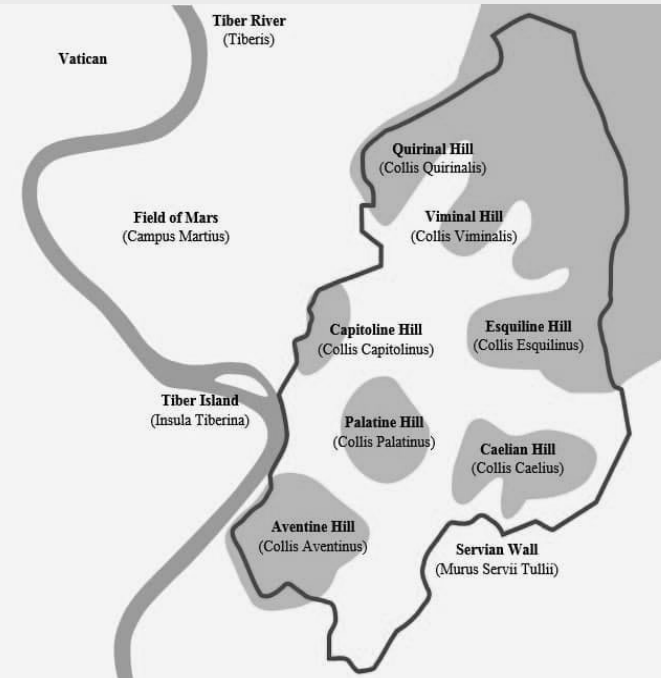 Tiber River
(Tiberis)
Vatican
Quirinal Hill
(Collis Quirinalis)
Field of Mars
(Campus Martius)
Viminal Hill
(Collis Viminalis)
Capitoline Hill
(Collis Capitolinus)
Esquiline Hill
(Collis Esquilinus)
Tiber Island
(Insula Tiberina)
Palatine Hill
(Collis Palatinus)
Caelian Hill
(Collis Caelius)
Aventine Hill
(Collis Aventinus)
Servian Wall
(Murus Servii Tullii)